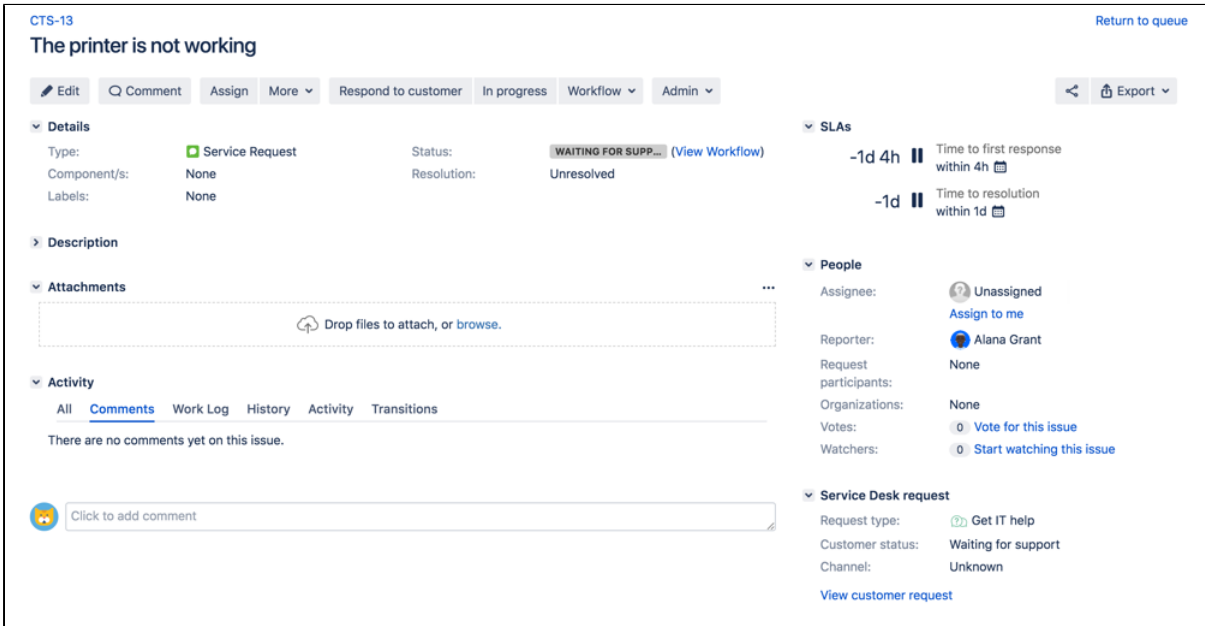 CTS-13
Return to queue
The printer is not working
Edit Comment Assign More Respond to customer In progress Workflow Admin Export
Details
Type: Service Request Status: WAITING FOR SUPP... (View Workflow)
Component/s: None Resolution: Unresolved
Labels: None
Description
Attachments
Drop files to attach, or browse.
Activity
All Comments Work Log History Activity Transitions
There are no comments yet on this issue.
Click to add comment
SLAs
-1d 4h Time to first response
within 4h
-1d Time to resolution
within 1d
People
Assignee: Unassigned
Assign to me
Reporter: Alana Grant
Request None
participants:
Organizations: None
Votes: 0 Vote for this issue
Watchers: 0 Start watching this issue
Service Desk request
Request type: Get IT help
Customer status: Waiting for support
Channel: Unknown
View customer request